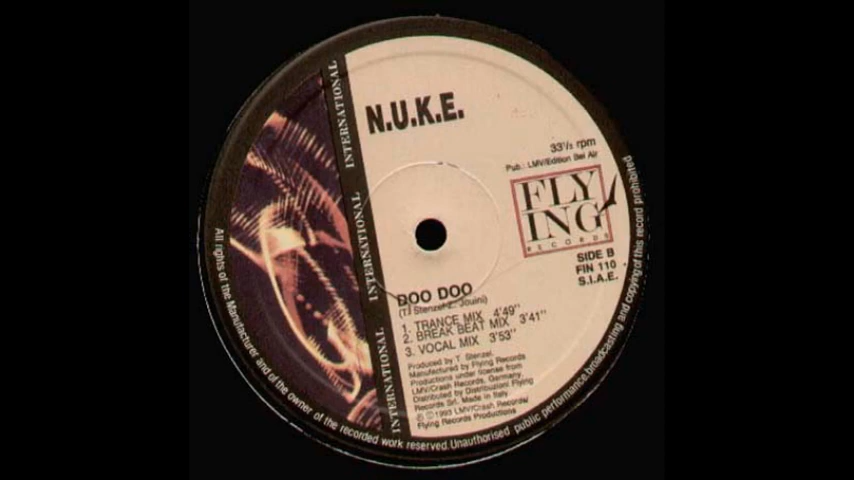 N.U.K.E.
33⅓ rpm
Pub.: LMV/Edition Bel Air
FLY
ING
RECORDS
SIDE B
FIN 110
S.I.A.E.
DOO DOO
(T. Stenzel Jouini)
1. TRANCE MIX 4'49"
2. BREAK BEAT MIX 3'41"
3. VOCAL MIX 3'53"
Produced by T. Stenzel.
Manufactured by Flying Records
Productions under license from
LMV/Crash Records, Germany.
Distributed by Distribuzioni Flying
Records Srl. Made in Italy
℗ © 1993 LMV/Crash Records/
Flying Records Productions
INTERNATIONAL
INTERNATIONAL
INTERNATIONAL
All rights of the Manufacturer and of the owner of the recorded work reserved. Unauthorised public performance, broadcasting and copying of this record prohibited